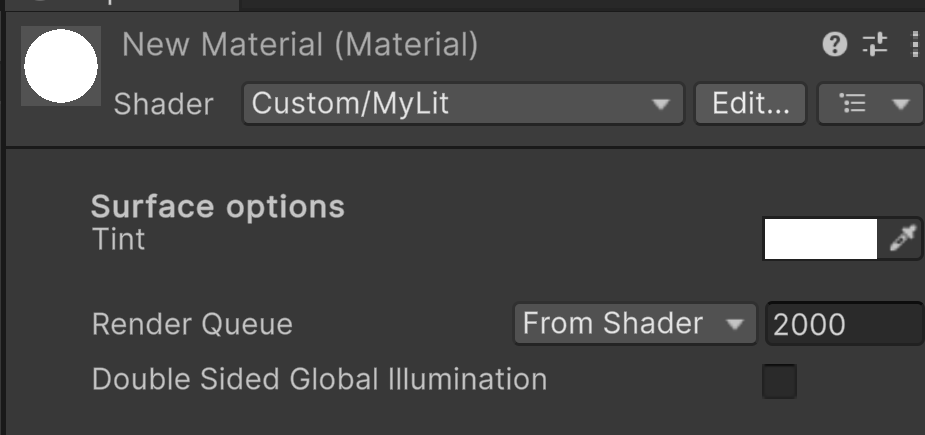 New Material (Material)
Shader Custom/MyLit Edit...
Surface options
Tint
Render Queue From Shader 2000
Double Sided Global Illumination